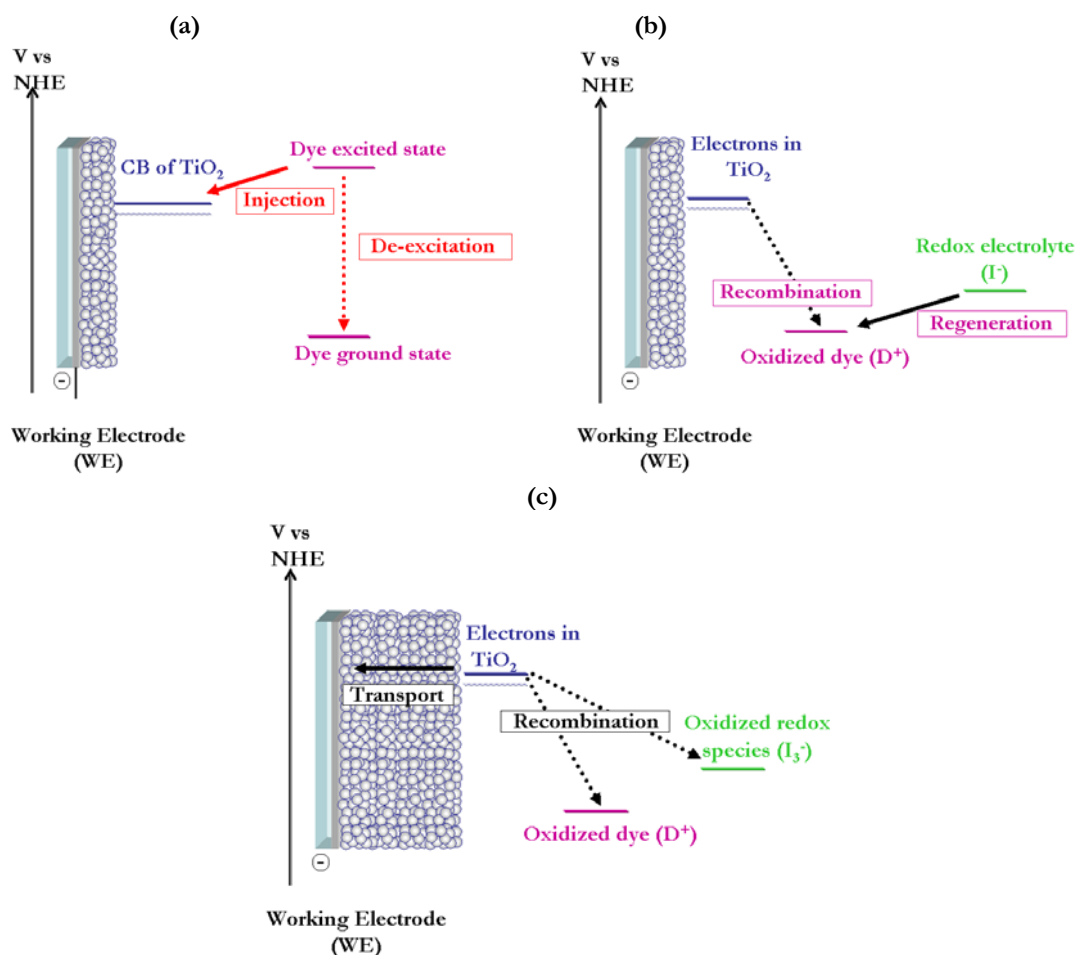 (a)
V vs
NHE
Dye excited state
CB of TiO₂
Injection
De-excitation
Dye ground state
Working Electrode
(WE)
(b)
V vs
NHE
Electrons in
TiO₂
Redox electrolyte
(I⁻)
Recombination
Regeneration
Oxidized dye (D⁺)
Working Electrode
(WE)
(c)
V vs
NHE
Electrons in
TiO₂
Transport
Recombination
Oxidized redox
species (I₃⁻)
Oxidized dye (D⁺)
Working Electrode
(WE)